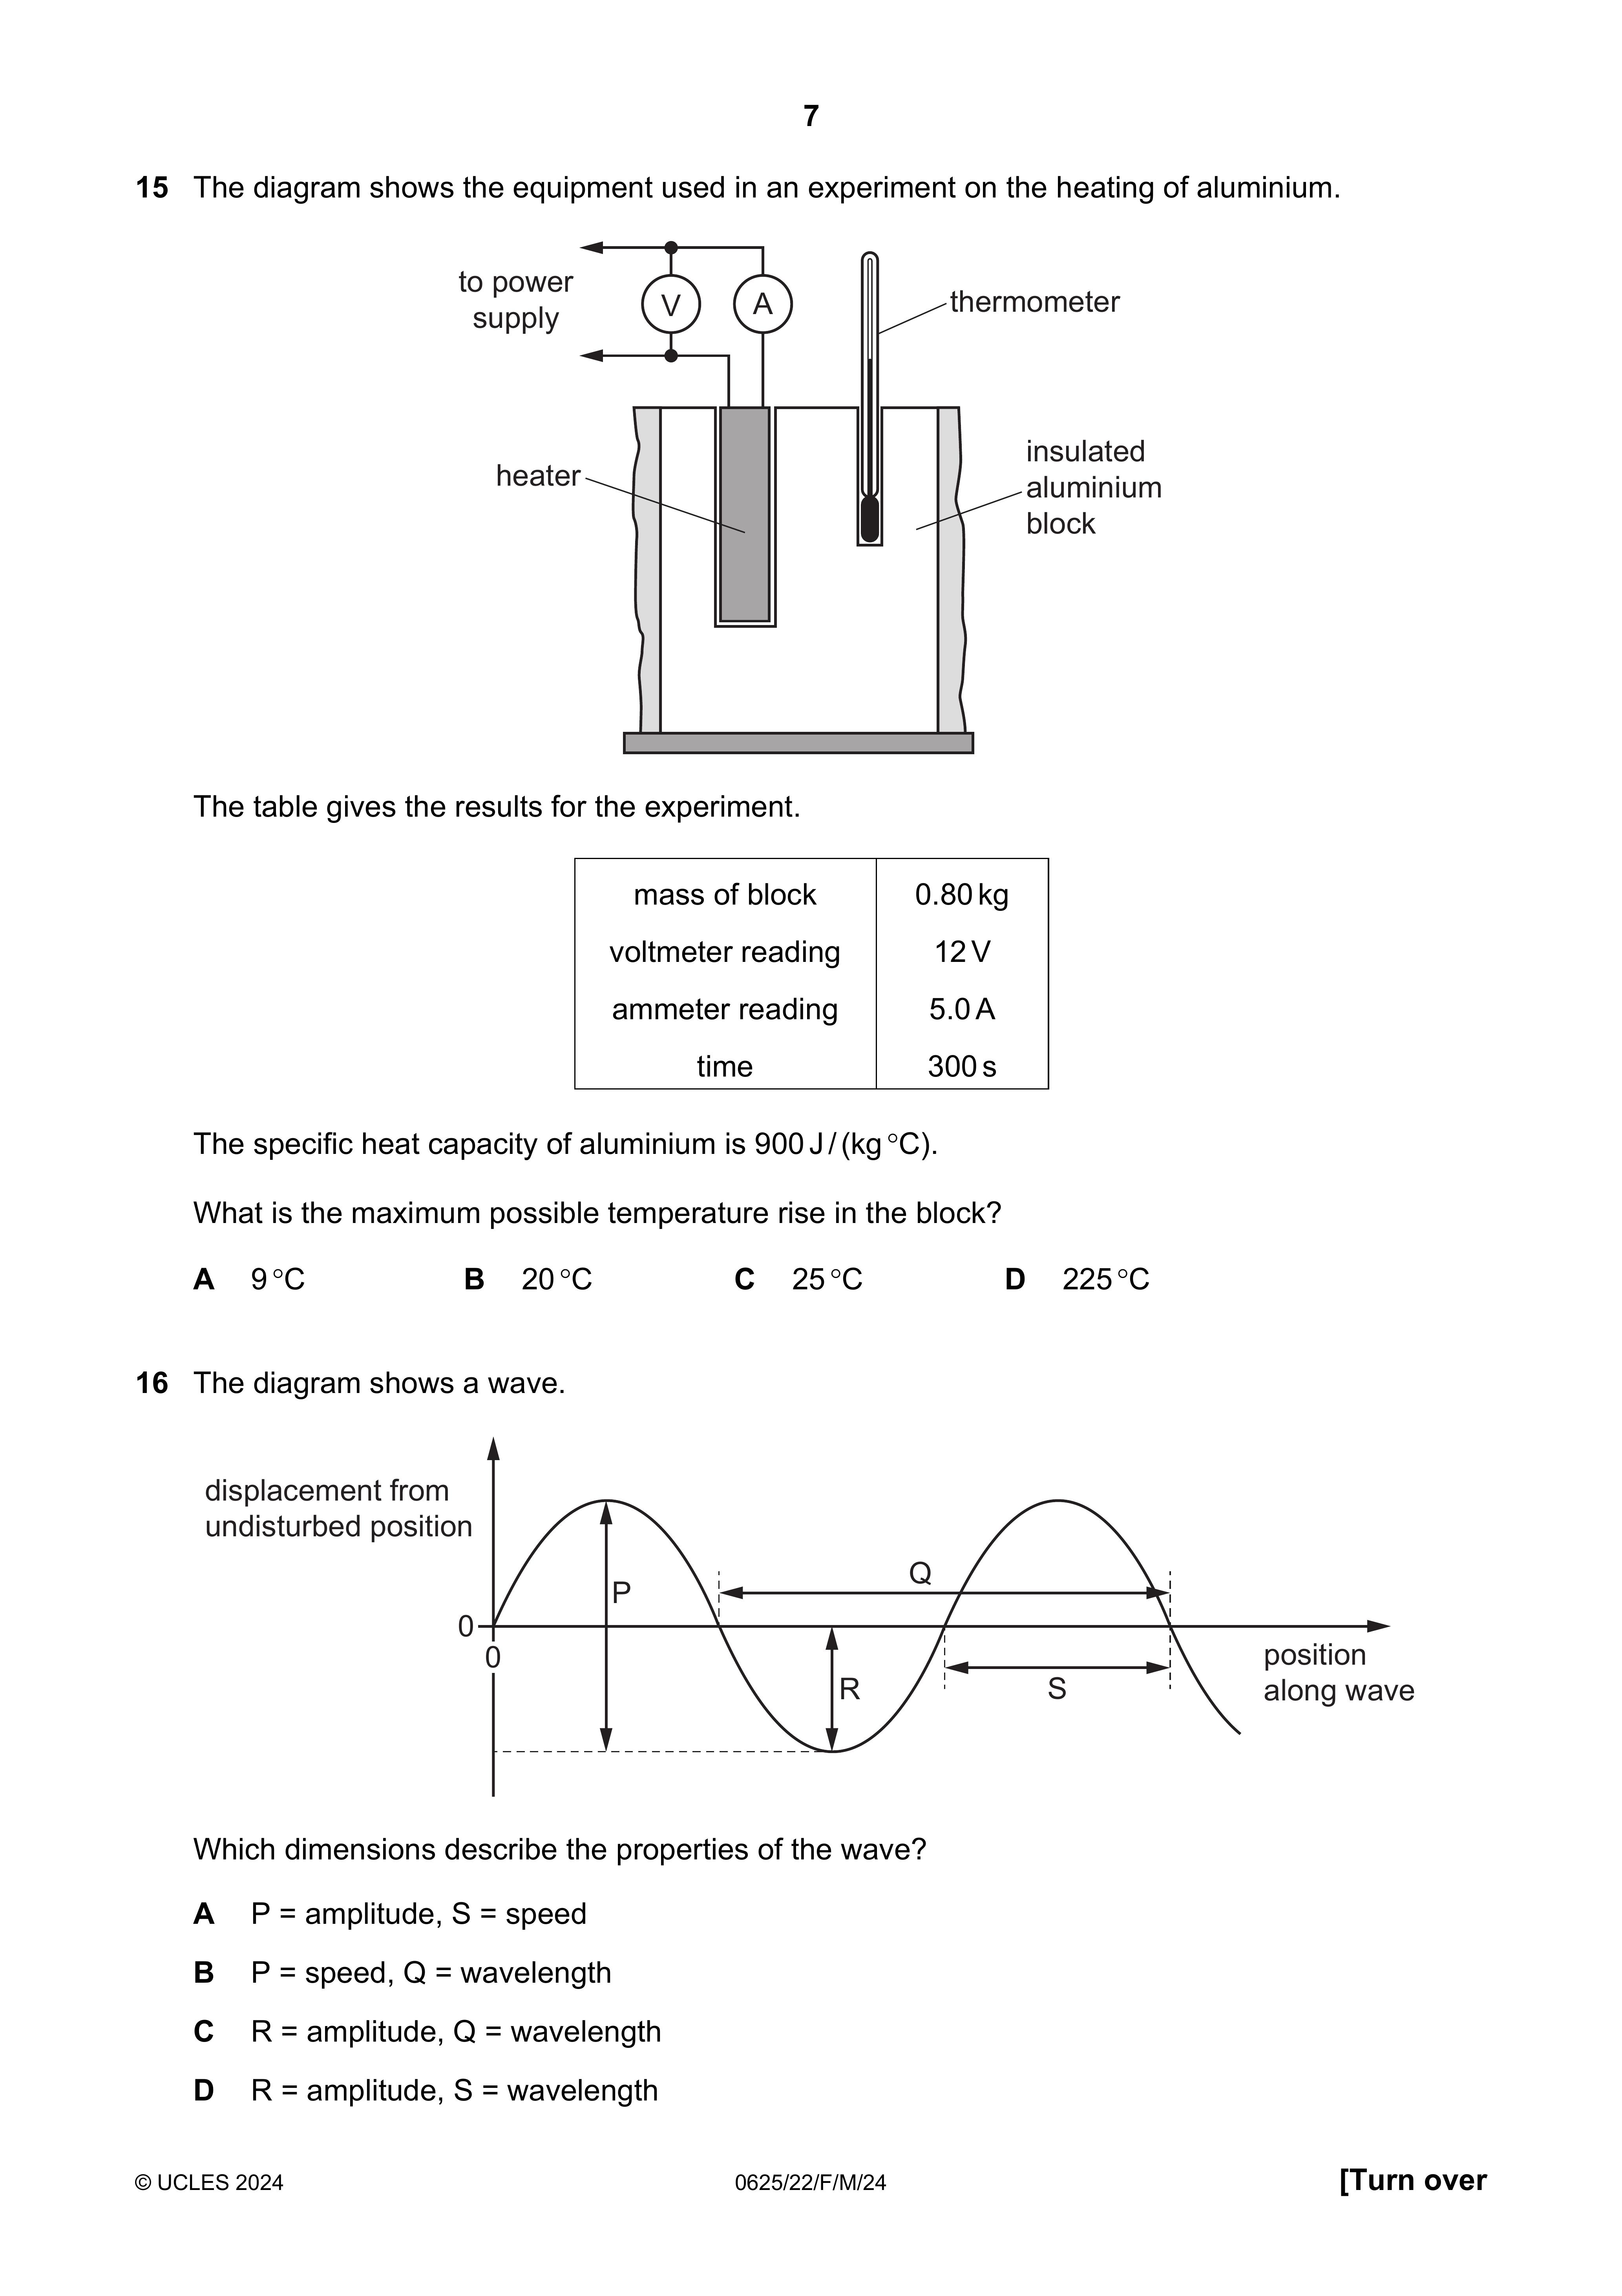 7
15 The diagram shows the equipment used in an experiment on the heating of aluminium.
to power
supply
V
A
thermometer
heater
insulated
aluminium
block
The table gives the results for the experiment.
mass of block 0.80 kg
voltmeter reading 12 V
ammeter reading 5.0 A
time 300 s
The specific heat capacity of aluminium is 900 J / (kg °C).
What is the maximum possible temperature rise in the block?
A 9 °C B 20 °C C 25 °C D 225 °C
16 The diagram shows a wave.
displacement from
undisturbed position
P
Q
0
0
R
S
position
along wave
Which dimensions describe the properties of the wave?
A P = amplitude, S = speed
B P = speed, Q = wavelength
C R = amplitude, Q = wavelength
D R = amplitude, S = wavelength
© UCLES 2024 0625/22/F/M/24 [Turn over